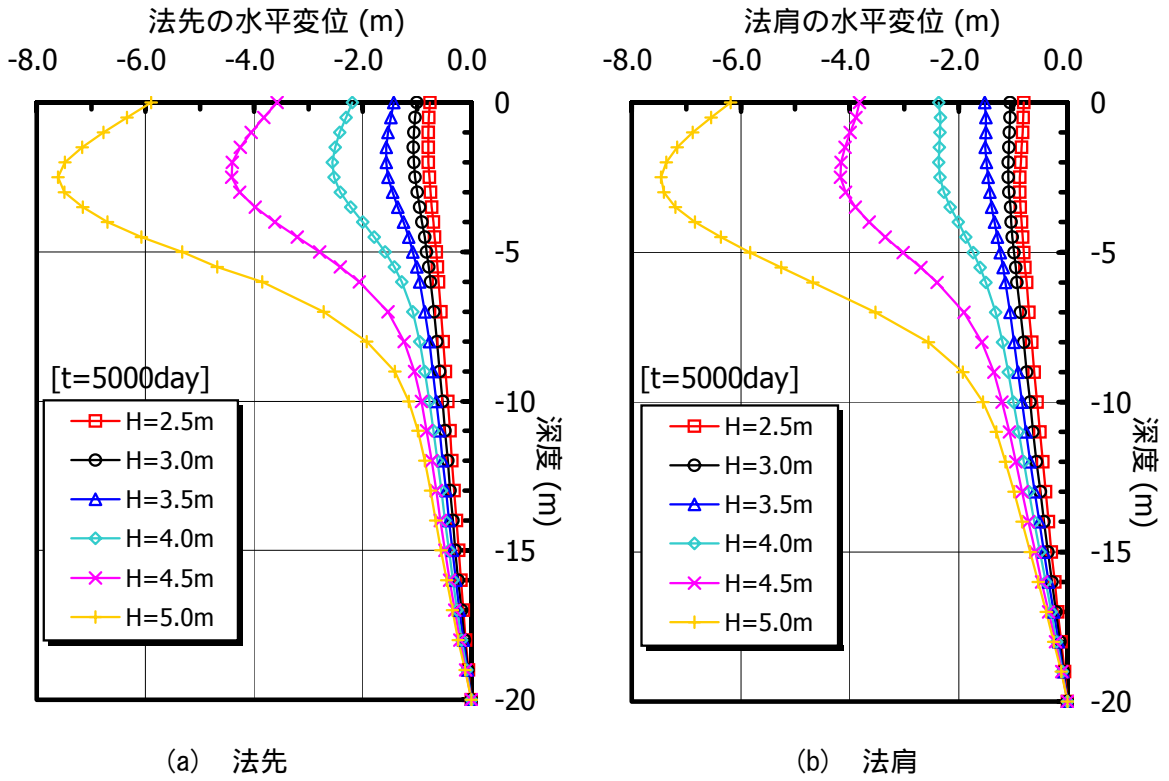 法先の水平変位 (m)
-8.0 -6.0 -4.0 -2.0 0.0
0
-5
-10
-15
-20
深度 (m)
[t=5000day]
H=2.5m
H=3.0m
H=3.5m
H=4.0m
H=4.5m
H=5.0m
(a) 法先
法肩の水平変位 (m)
-8.0 -6.0 -4.0 -2.0 0.0
0
-5
-10
-15
-20
深度 (m)
[t=5000day]
H=2.5m
H=3.0m
H=3.5m
H=4.0m
H=4.5m
H=5.0m
(b) 法肩